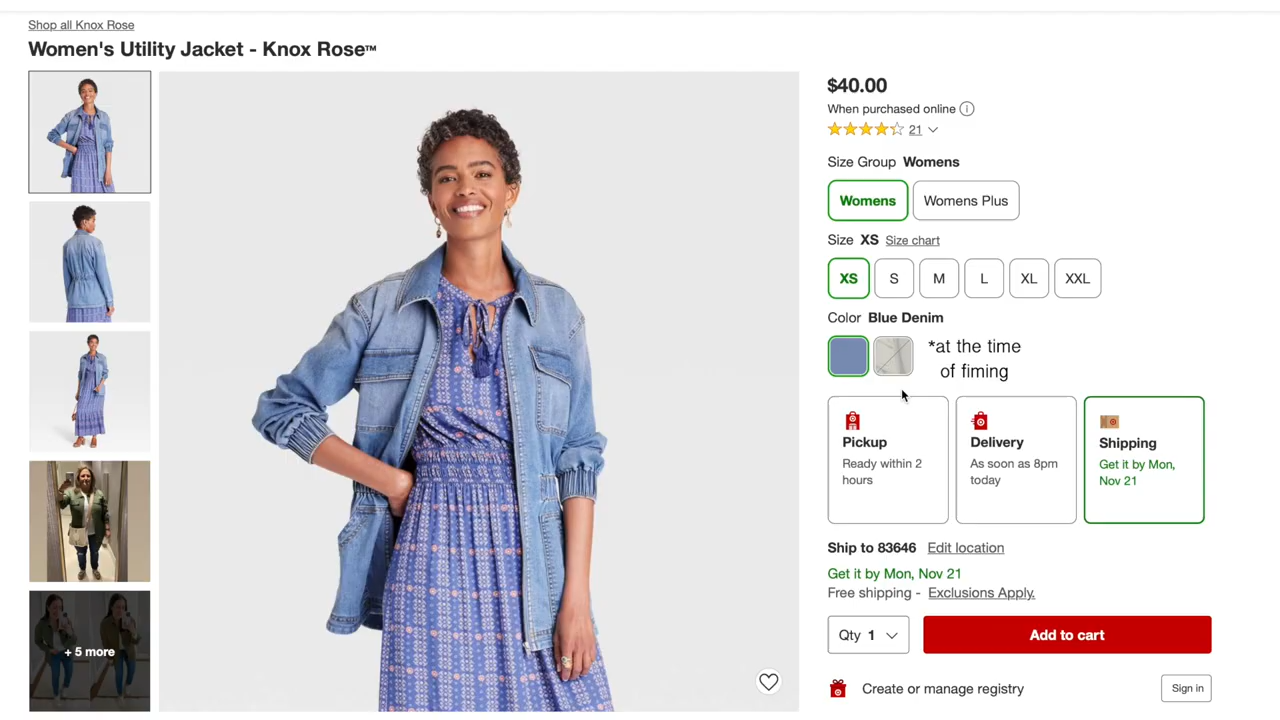 Shop all Knox Rose
Women's Utility Jacket - Knox Rose™
$40.00
When purchased online i
21
Size Group Womens
Womens
Womens Plus
Size XS Size chart
XS
S
M
L
XL
XXL
Color Blue Denim
*at the time
of fiming
Pickup
Ready within 2
hours
Delivery
As soon as 8pm
today
Shipping
Get it by Mon,
Nov 21
Ship to 83646 Edit location
Get it by Mon, Nov 21
Free shipping - Exclusions Apply.
Qty 1
Add to cart
+ 5 more
Create or manage registry
Sign in